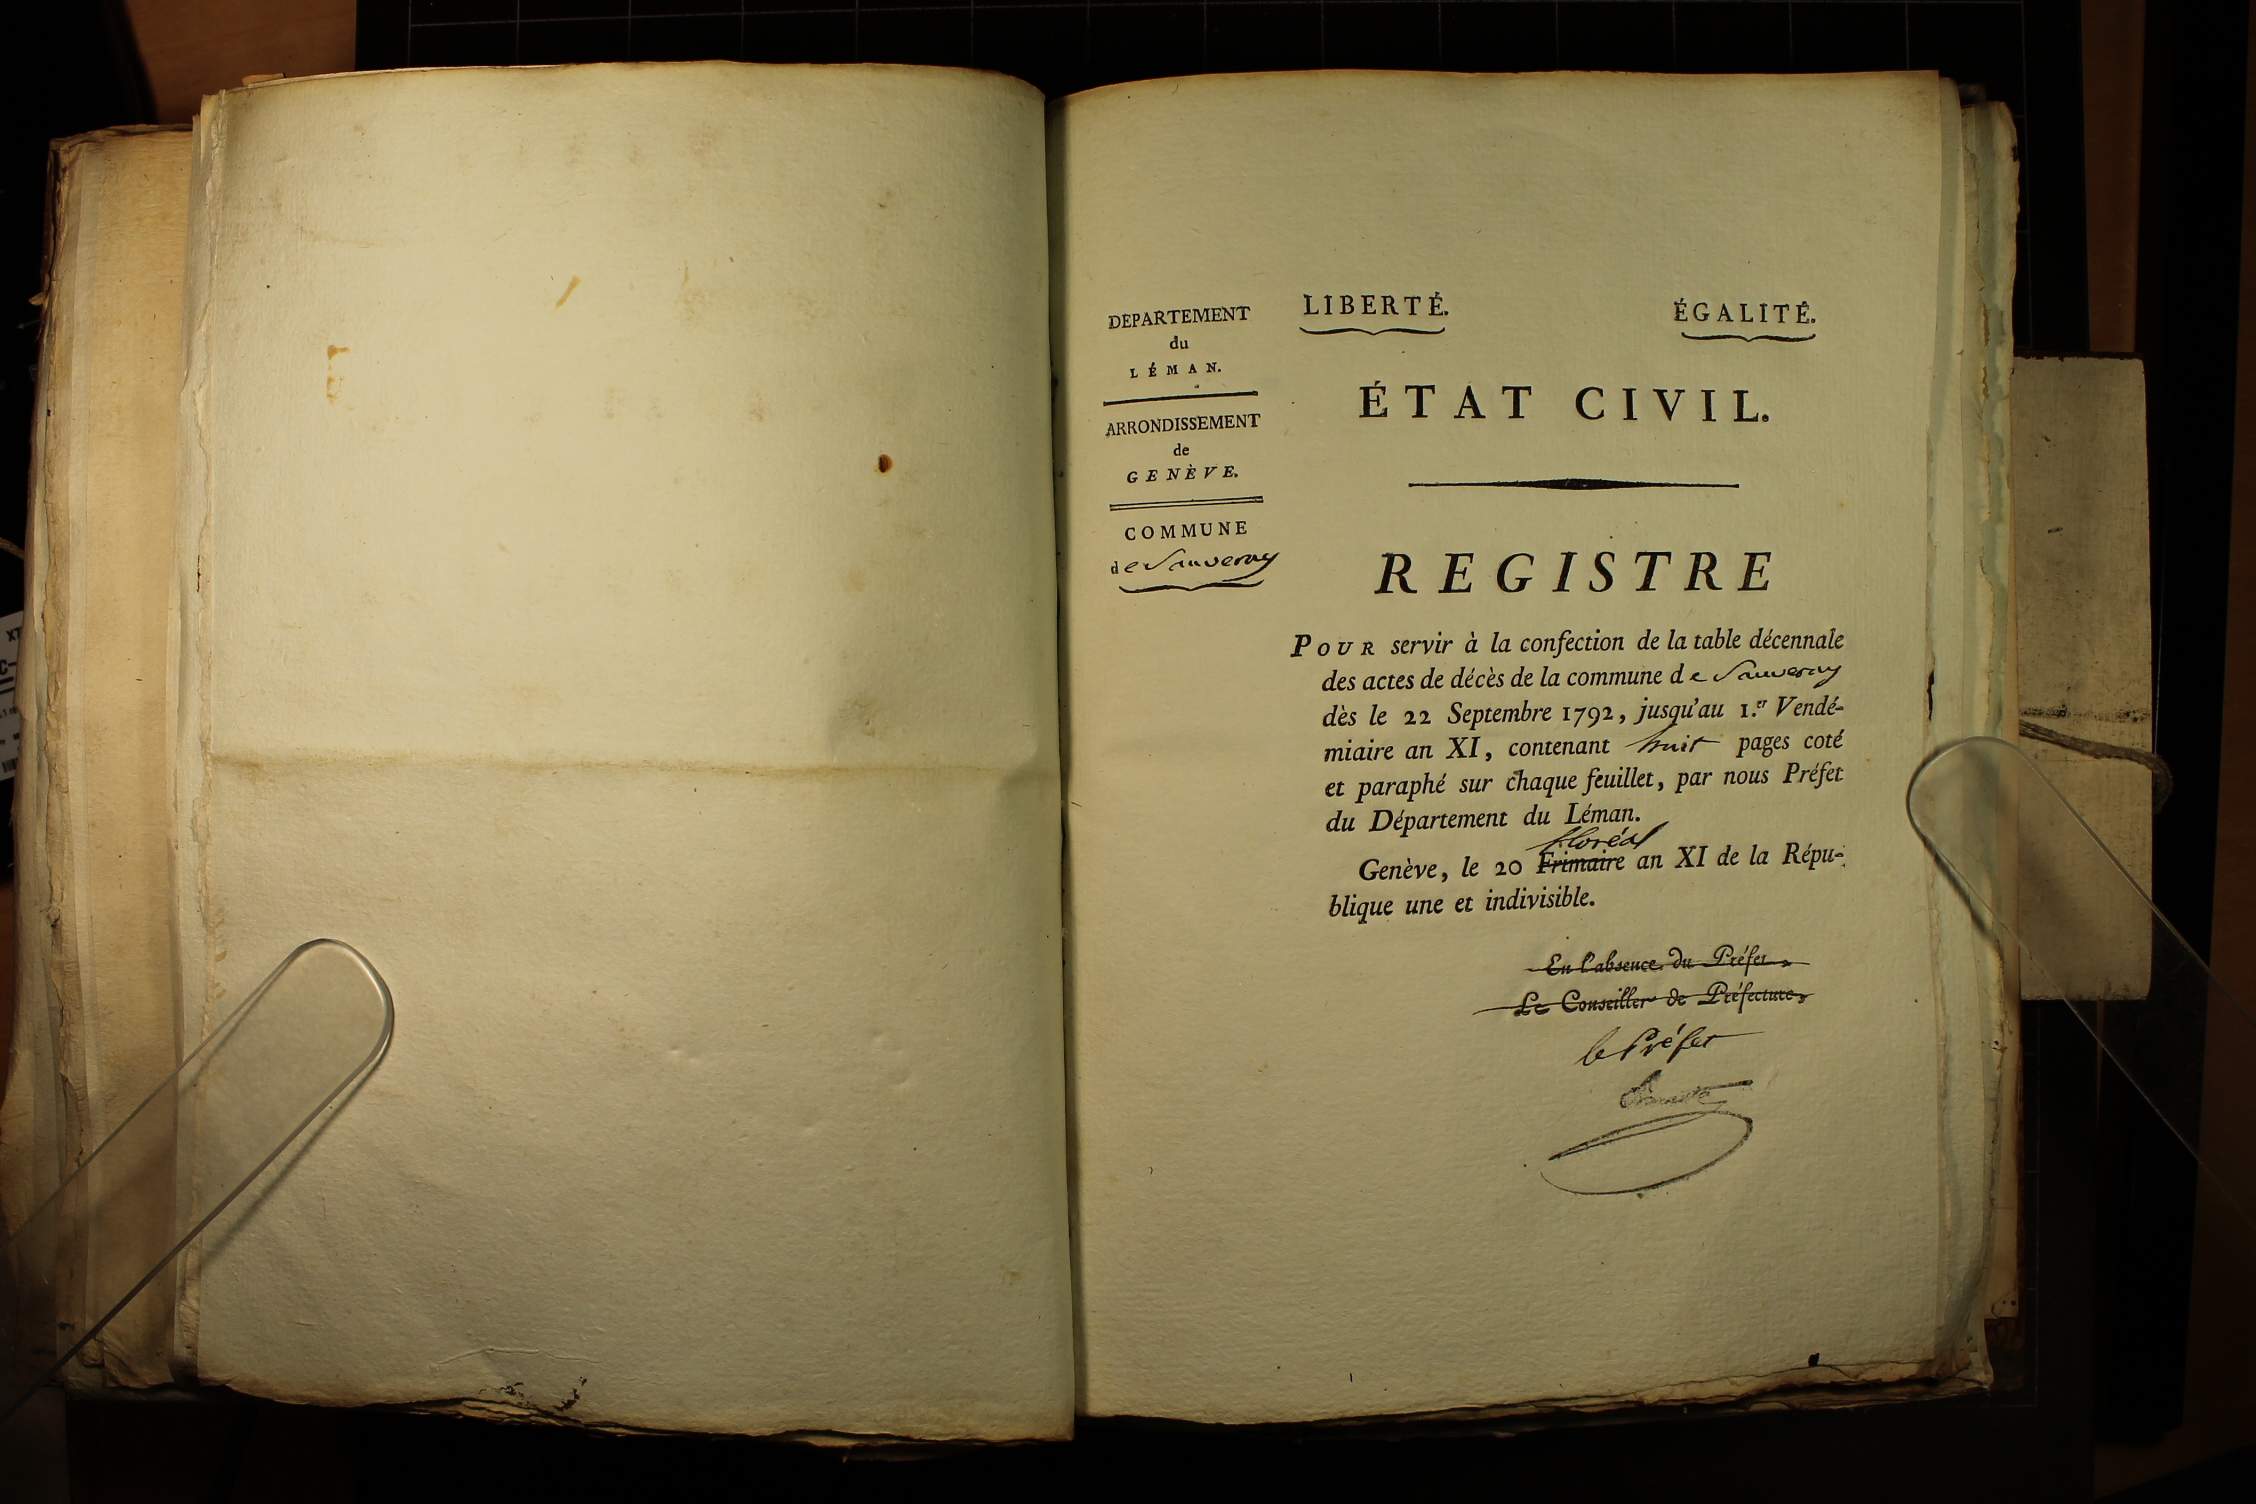 DEPARTEMENT
du
LÉMAN.
ARRONDISSEMENT
de
GENÈVE.
COMMUNE
de Sauverny
LIBERTÉ. ÉGALITÉ.
ÉTAT CIVIL.
REGISTRE
POUR servir à la confection de la table décennale
des actes de décès de la commune de Sauverny
dès le 22 Septembre 1792, jusqu'au 1.er Vendé-
miaire an XI, contenant huit pages coté
et paraphé sur chaque feuillet, par nous Préfet
du Département du Léman.
floréal
Genève, le 20 Frimaire an XI de la Répu-
blique une et indivisible.
En l'absence du Préfet,
Le Conseiller de Préfecture,
le Préfet